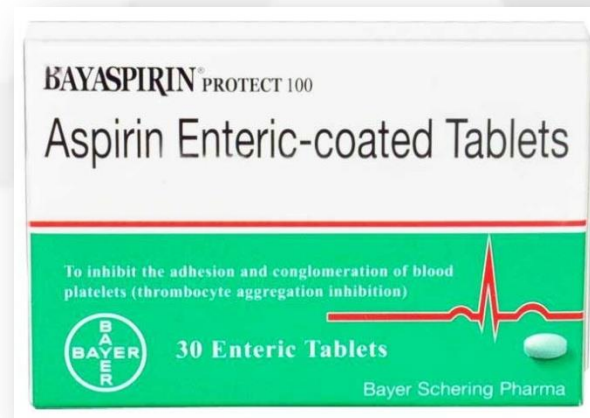 BAYASPIRIN® PROTECT 100
Aspirin Enteric-coated Tablets
To inhibit the adhesion and conglomeration of blood
platelets (thrombocyte aggregation inhibition)
BAYER
BAYER
30 Enteric Tablets
Bayer Schering Pharma